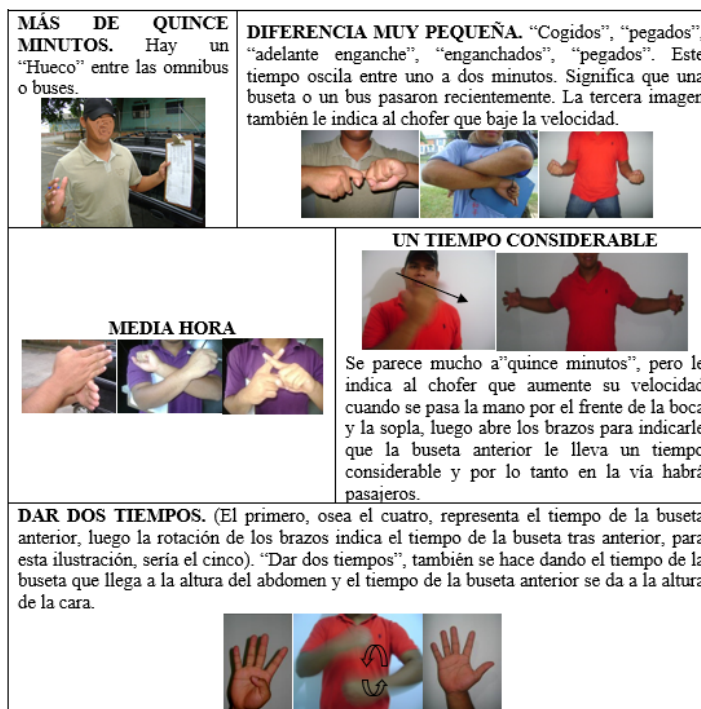 MÁS DE QUINCE
MINUTOS. Hay un
“Hueco” entre las omnibus
o buses.
DIFERENCIA MUY PEQUEÑA. “Cogidos”, “pegados”,
“adelante enganche”, “enganchados”, “pegados”. Este
tiempo oscila entre uno a dos minutos. Significa que una
buseta o un bus pasaron recientemente. La tercera imagen
también le indica al chofer que baje la velocidad.
MEDIA HORA
UN TIEMPO CONSIDERABLE
Se parece mucho a”quince minutos”, pero le
indica al chofer que aumente su velocidad
cuando se pasa la mano por el frente de la boca
y la sopla, luego abre los brazos para indicarle
que la buseta anterior le lleva un tiempo
considerable y por lo tanto en la vía habrá
pasajeros.
DAR DOS TIEMPOS. (El primero, osea el cuatro, representa el tiempo de la buseta
anterior, luego la rotación de los brazos indica el tiempo de la buseta tras anterior, para
esta ilustración, sería el cinco). “Dar dos tiempos”, también se hace dando el tiempo de la
buseta que llega a la altura del abdomen y el tiempo de la buseta anterior se da a la altura
de la cara.